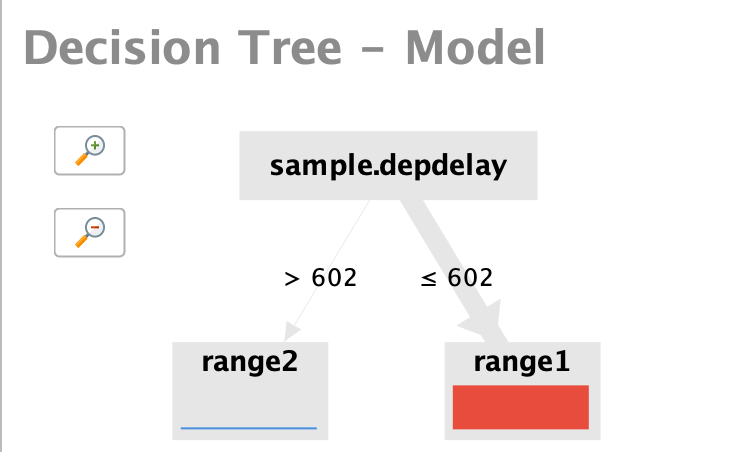 Decision Tree – Model
sample.depdelay
> 602
≤ 602
range2
range1